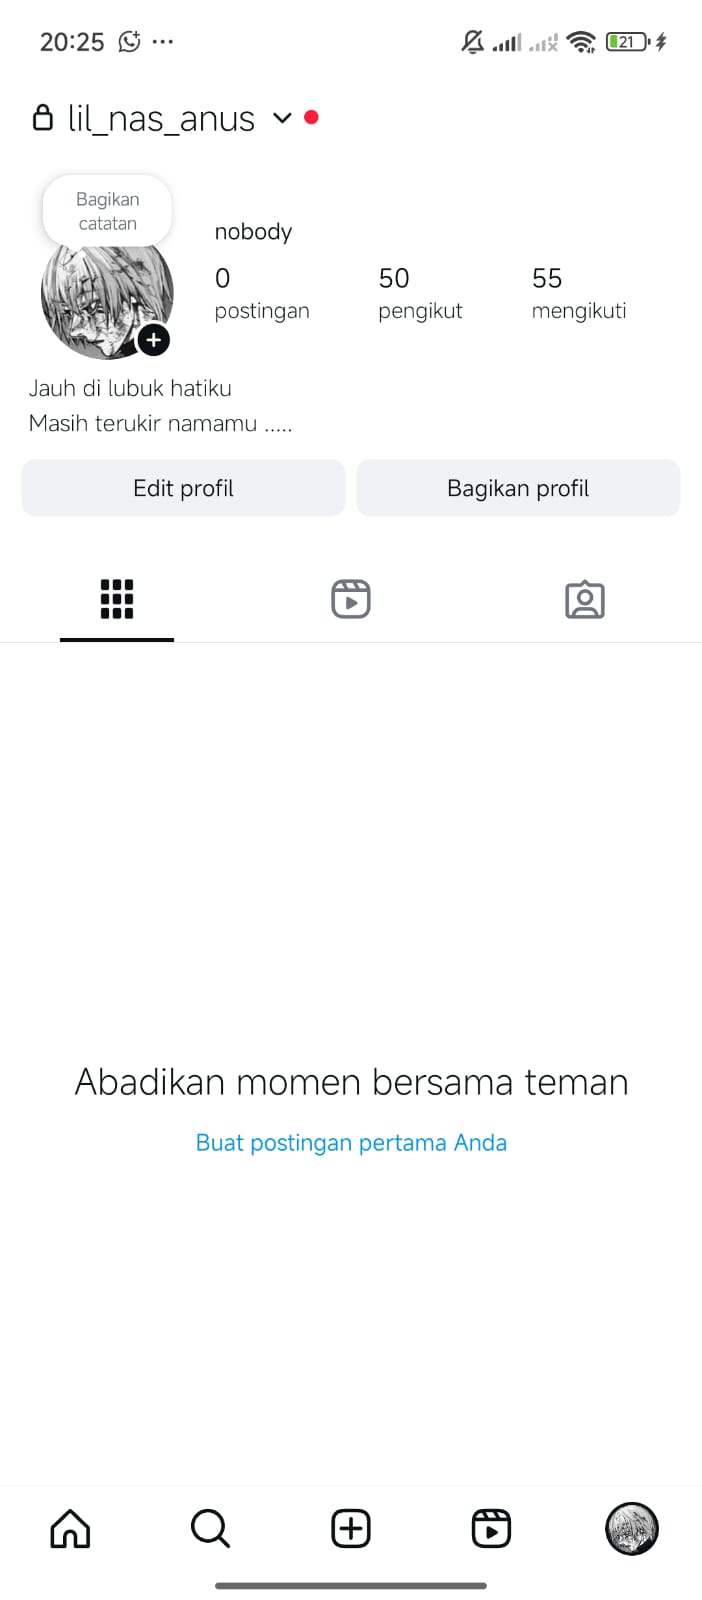 20:25
21
lil_nas_anus
Bagikan
catatan
nobody
0 50 55
postingan pengikut mengikuti
Jauh di lubuk hatiku
Masih terukir namamu .....
Edit profil Bagikan profil
Abadikan momen bersama teman
Buat postingan pertama Anda